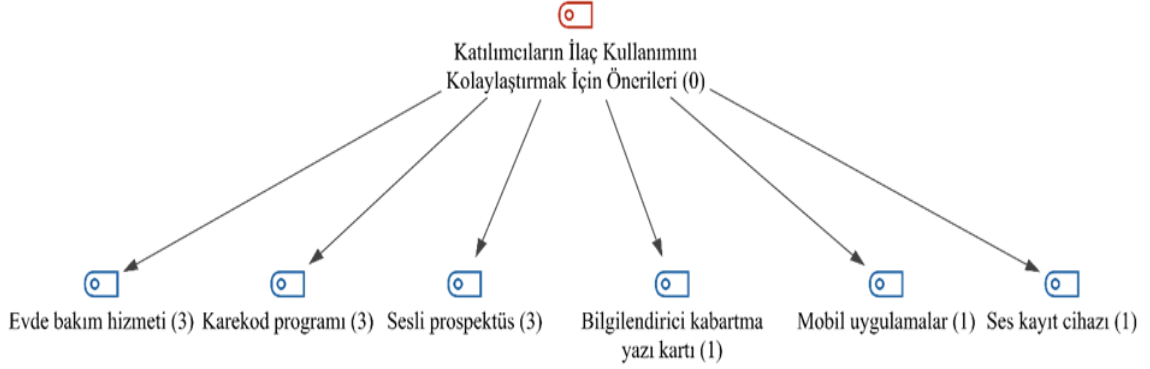 Katılımcıların İlaç Kullanımını
Kolaylaştırmak İçin Önerileri (0)
Evde bakım hizmeti (3) Karekod programı (3) Sesli prospektüs (3) Bilgilendirici kabartma Mobil uygulamalar (1) Ses kayıt cihazı (1)
yazı kartı (1)